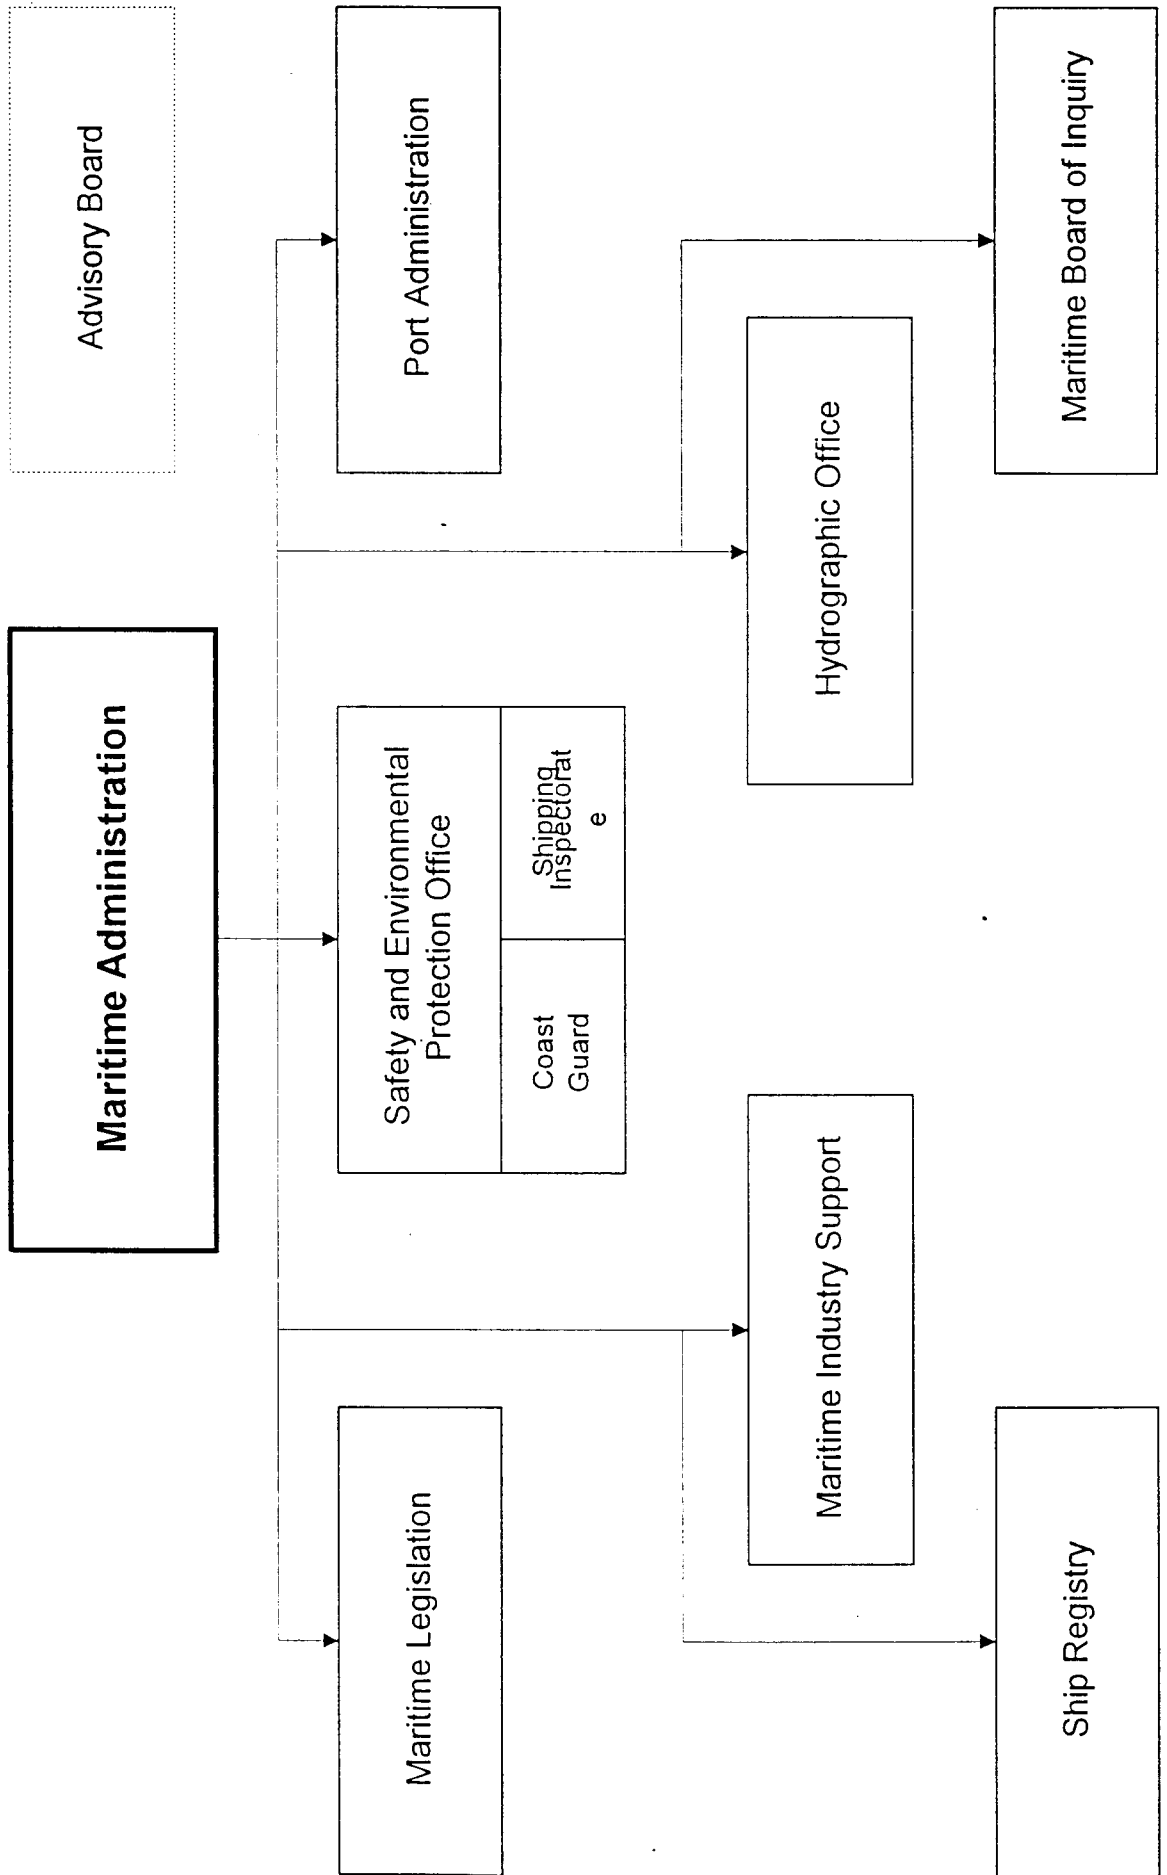 Maritime Administration
Advisory Board
Maritime Legislation
Safety and Environmental
Protection Office
Coast
Guard
Shipping
Inspectorat
e
Port Administration
Maritime Industry Support
Hydrographic Office
Ship Registry
Maritime Board of Inquiry